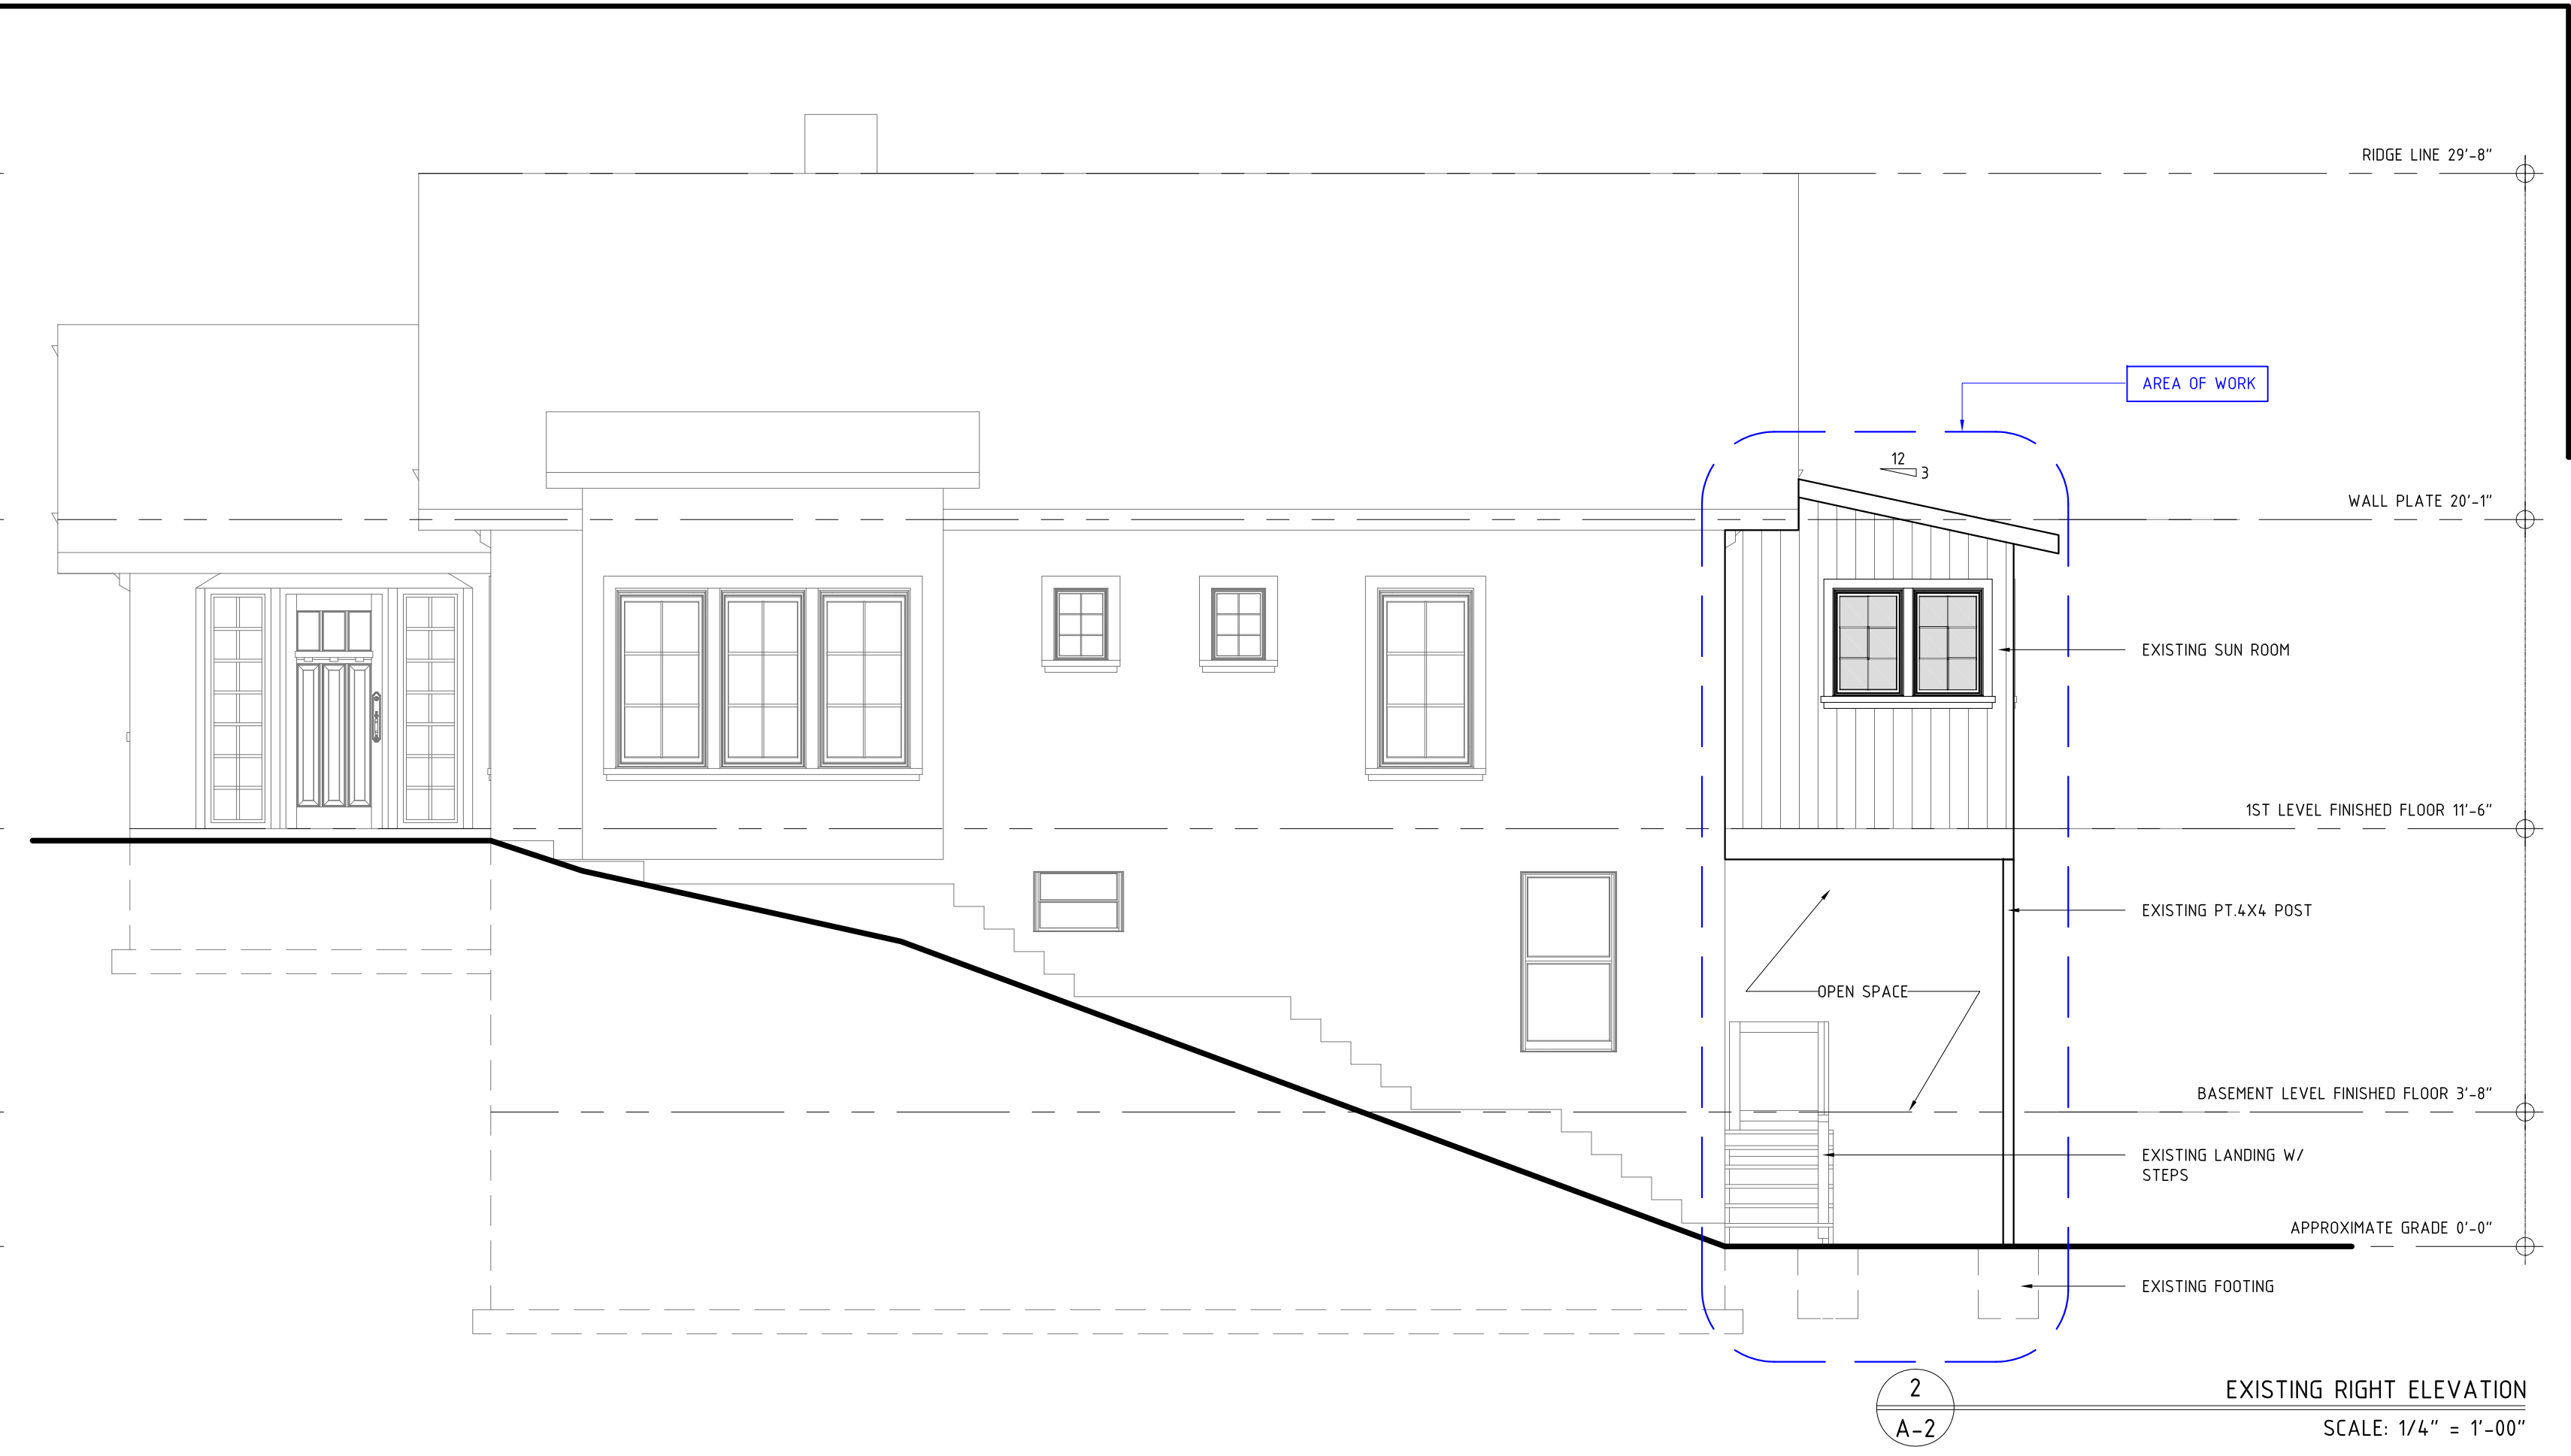 RIDGE LINE 29'-8"
AREA OF WORK
12
3
WALL PLATE 20'-1"
EXISTING SUN ROOM
1ST LEVEL FINISHED FLOOR 11'-6"
EXISTING PT.4X4 POST
OPEN SPACE
BASEMENT LEVEL FINISHED FLOOR 3'-8"
EXISTING LANDING W/
STEPS
APPROXIMATE GRADE 0'-0"
EXISTING FOOTING
2
A-2
EXISTING RIGHT ELEVATION
SCALE: 1/4" = 1'-00"